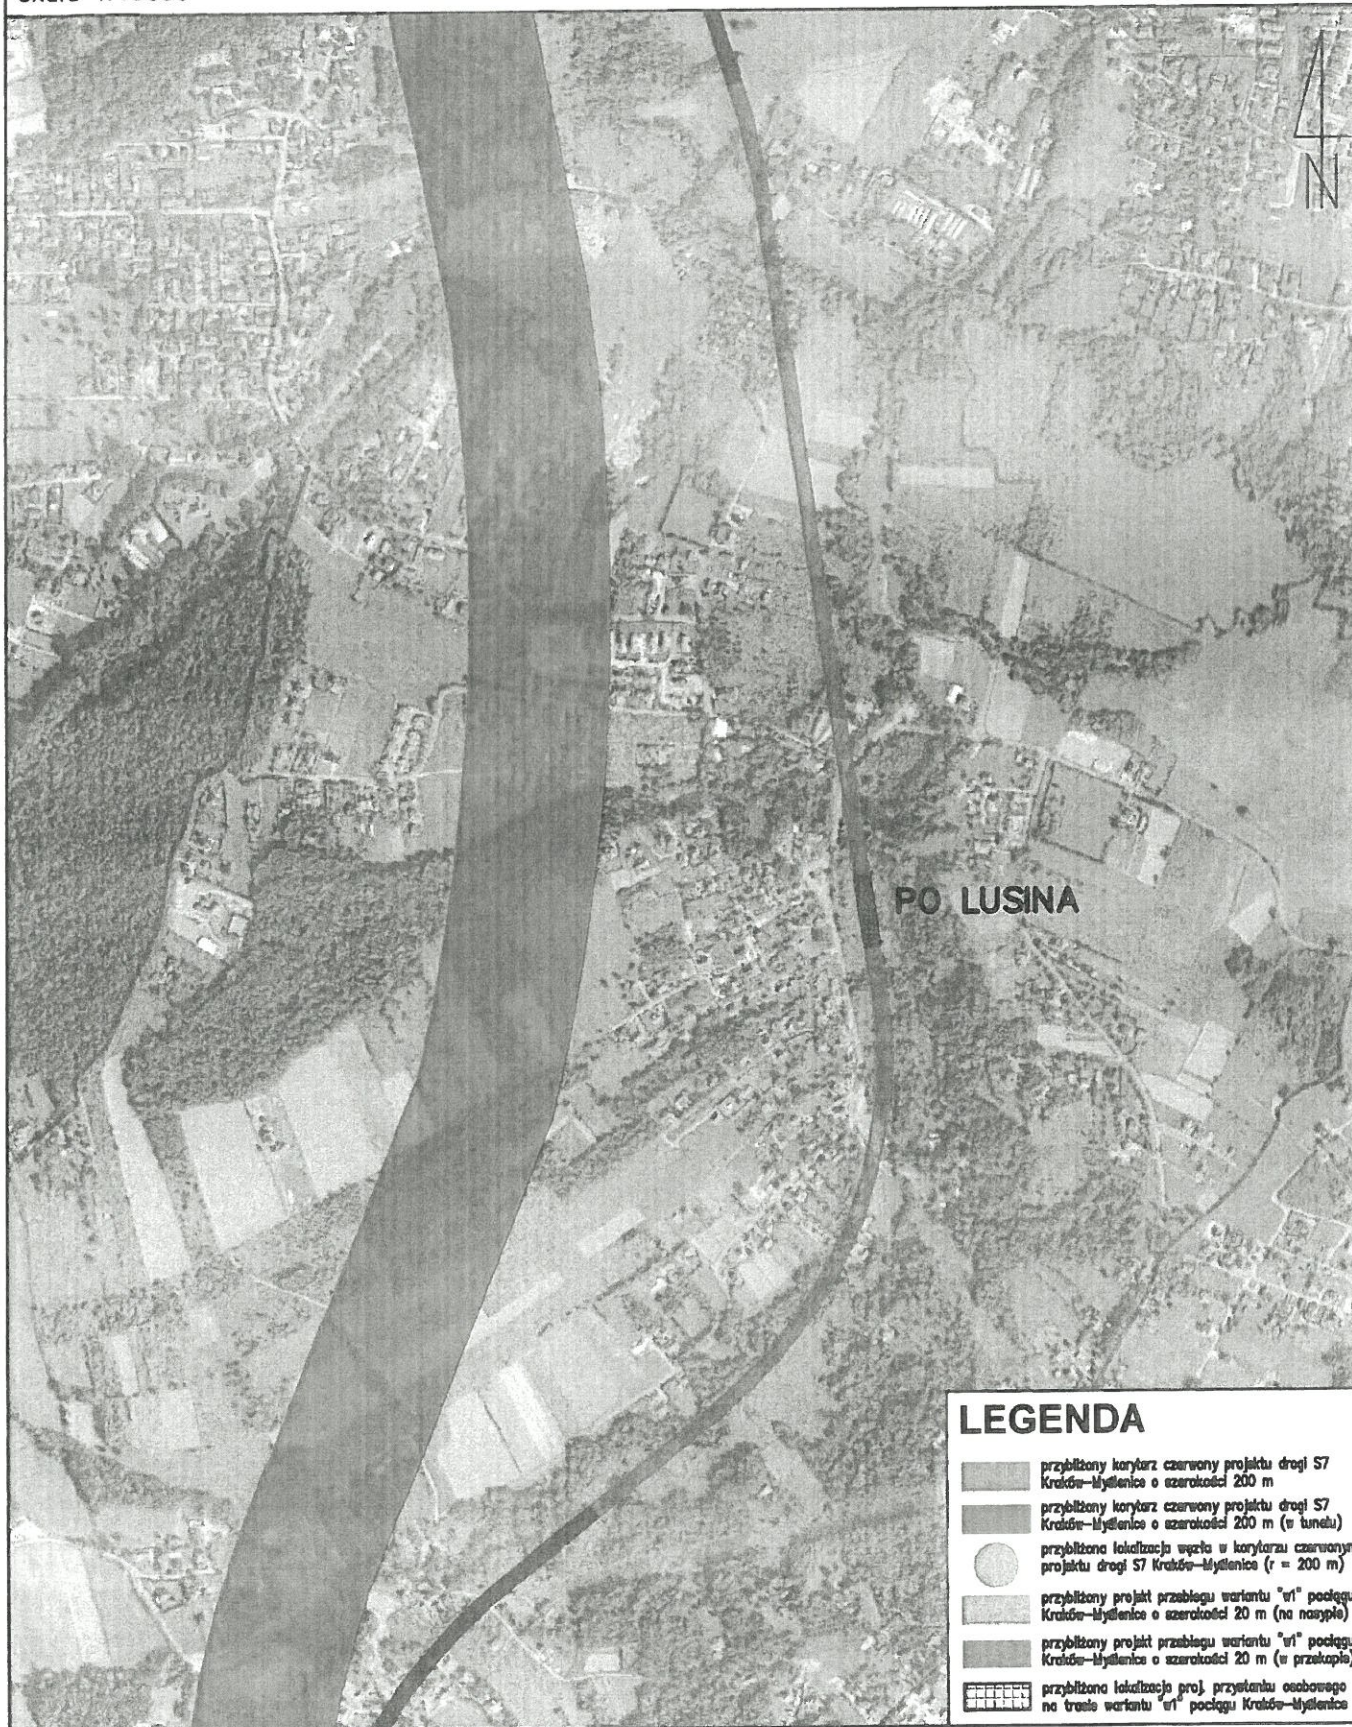 N
PO LUSINA
LEGENDA
przybliżony korytarz czerwony projektu drogi S7
Kraków-Myślenice o szerokości 200 m
przybliżony korytarz czerwony projektu drogi S7
Kraków-Myślenice o szerokości 200 m (w tunelu)
przybliżona lokalizacja węzła w korytarzu czerwonym
projektu drogi S7 Kraków-Myślenice (r = 200 m)
przybliżony projekt przebiegu wariantu "w1" pociągu
Kraków-Myślenice o szerokości 20 m (na nasypie)
przybliżony projekt przebiegu wariantu "w1" pociągu
Kraków-Myślenice o szerokości 20 m (w przekopie)
przybliżona lokalizacja proj. przystanku osobowego
na trasie wariantu "w1" pociągu Kraków-Myślenice